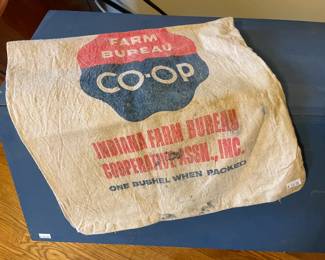 FARM
BUREAU
CO-OP
INDIANA FARM BUREAU
COOPERATIVE ASSN., INC.
ONE BUSHEL WHEN PACKED